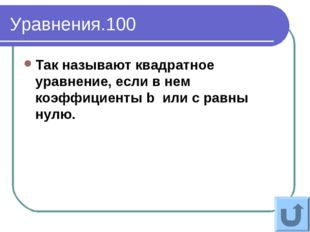 Уравнения.100
Так называют квадратное
уравнение, если в нем
коэффициенты b или c равны
нулю.